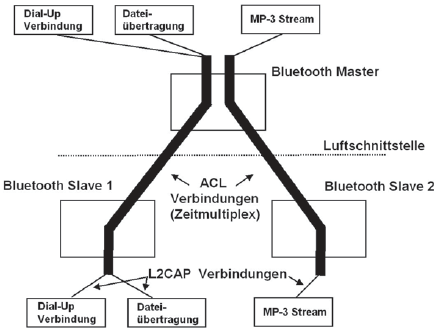 Dial-Up
Verbindung
Datei-
übertragung
MP-3 Stream
Bluetooth Master
Luftschnittstelle
Bluetooth Slave 1
ACL
Verbindungen
(Zeitmultiplex)
Bluetooth Slave 2
L2CAP Verbindungen
Dial-Up
Verbindung
Datei-
übertragung
MP-3 Stream